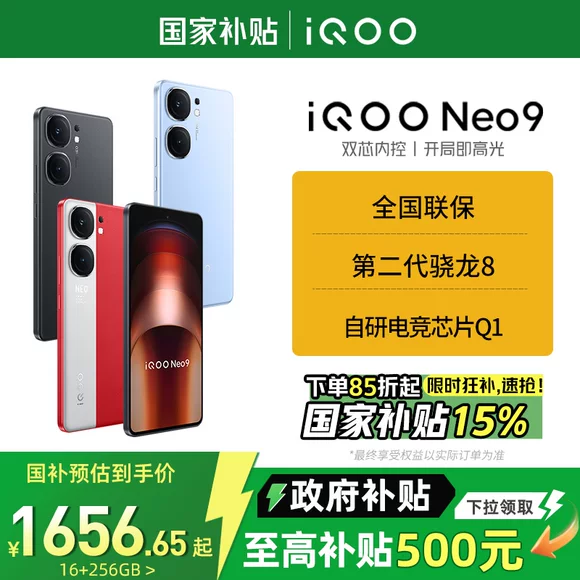 国家补贴 | iQOO
iQOO Neo9
双芯内控 | 开局即高光
全国联保
第二代骁龙8
自研电竞芯片Q1
NEO
iQOO Neo9
下单85折起 限时狂补,速抢!
国家补贴15%
*最终享受权益以实际订单为准
国补预估到手价
¥1656.65起
16+256GB >
政府补贴 下拉领取
至高补贴500元